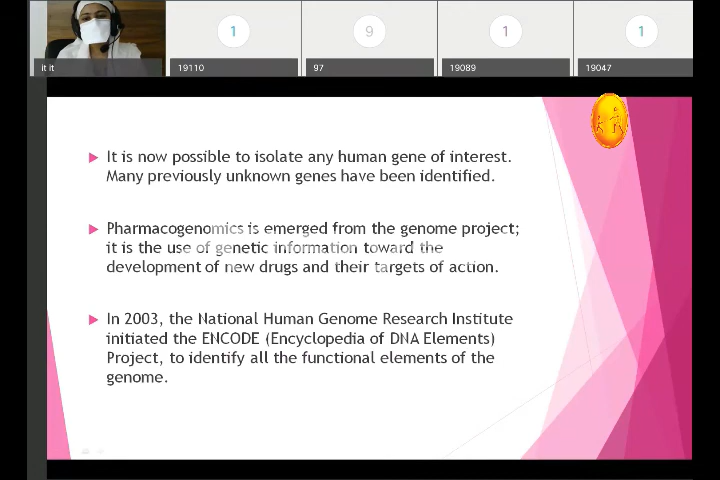 1
9
1
1
it it
19110
97
19089
19047
It is now possible to isolate any human gene of interest.
Many previously unknown genes have been identified.
Pharmacogenomics is emerged from the genome project;
it is the use of genetic information toward the
development of new drugs and their targets of action.
In 2003, the National Human Genome Research Institute
initiated the ENCODE (Encyclopedia of DNA Elements)
Project, to identify all the functional elements of the
genome.